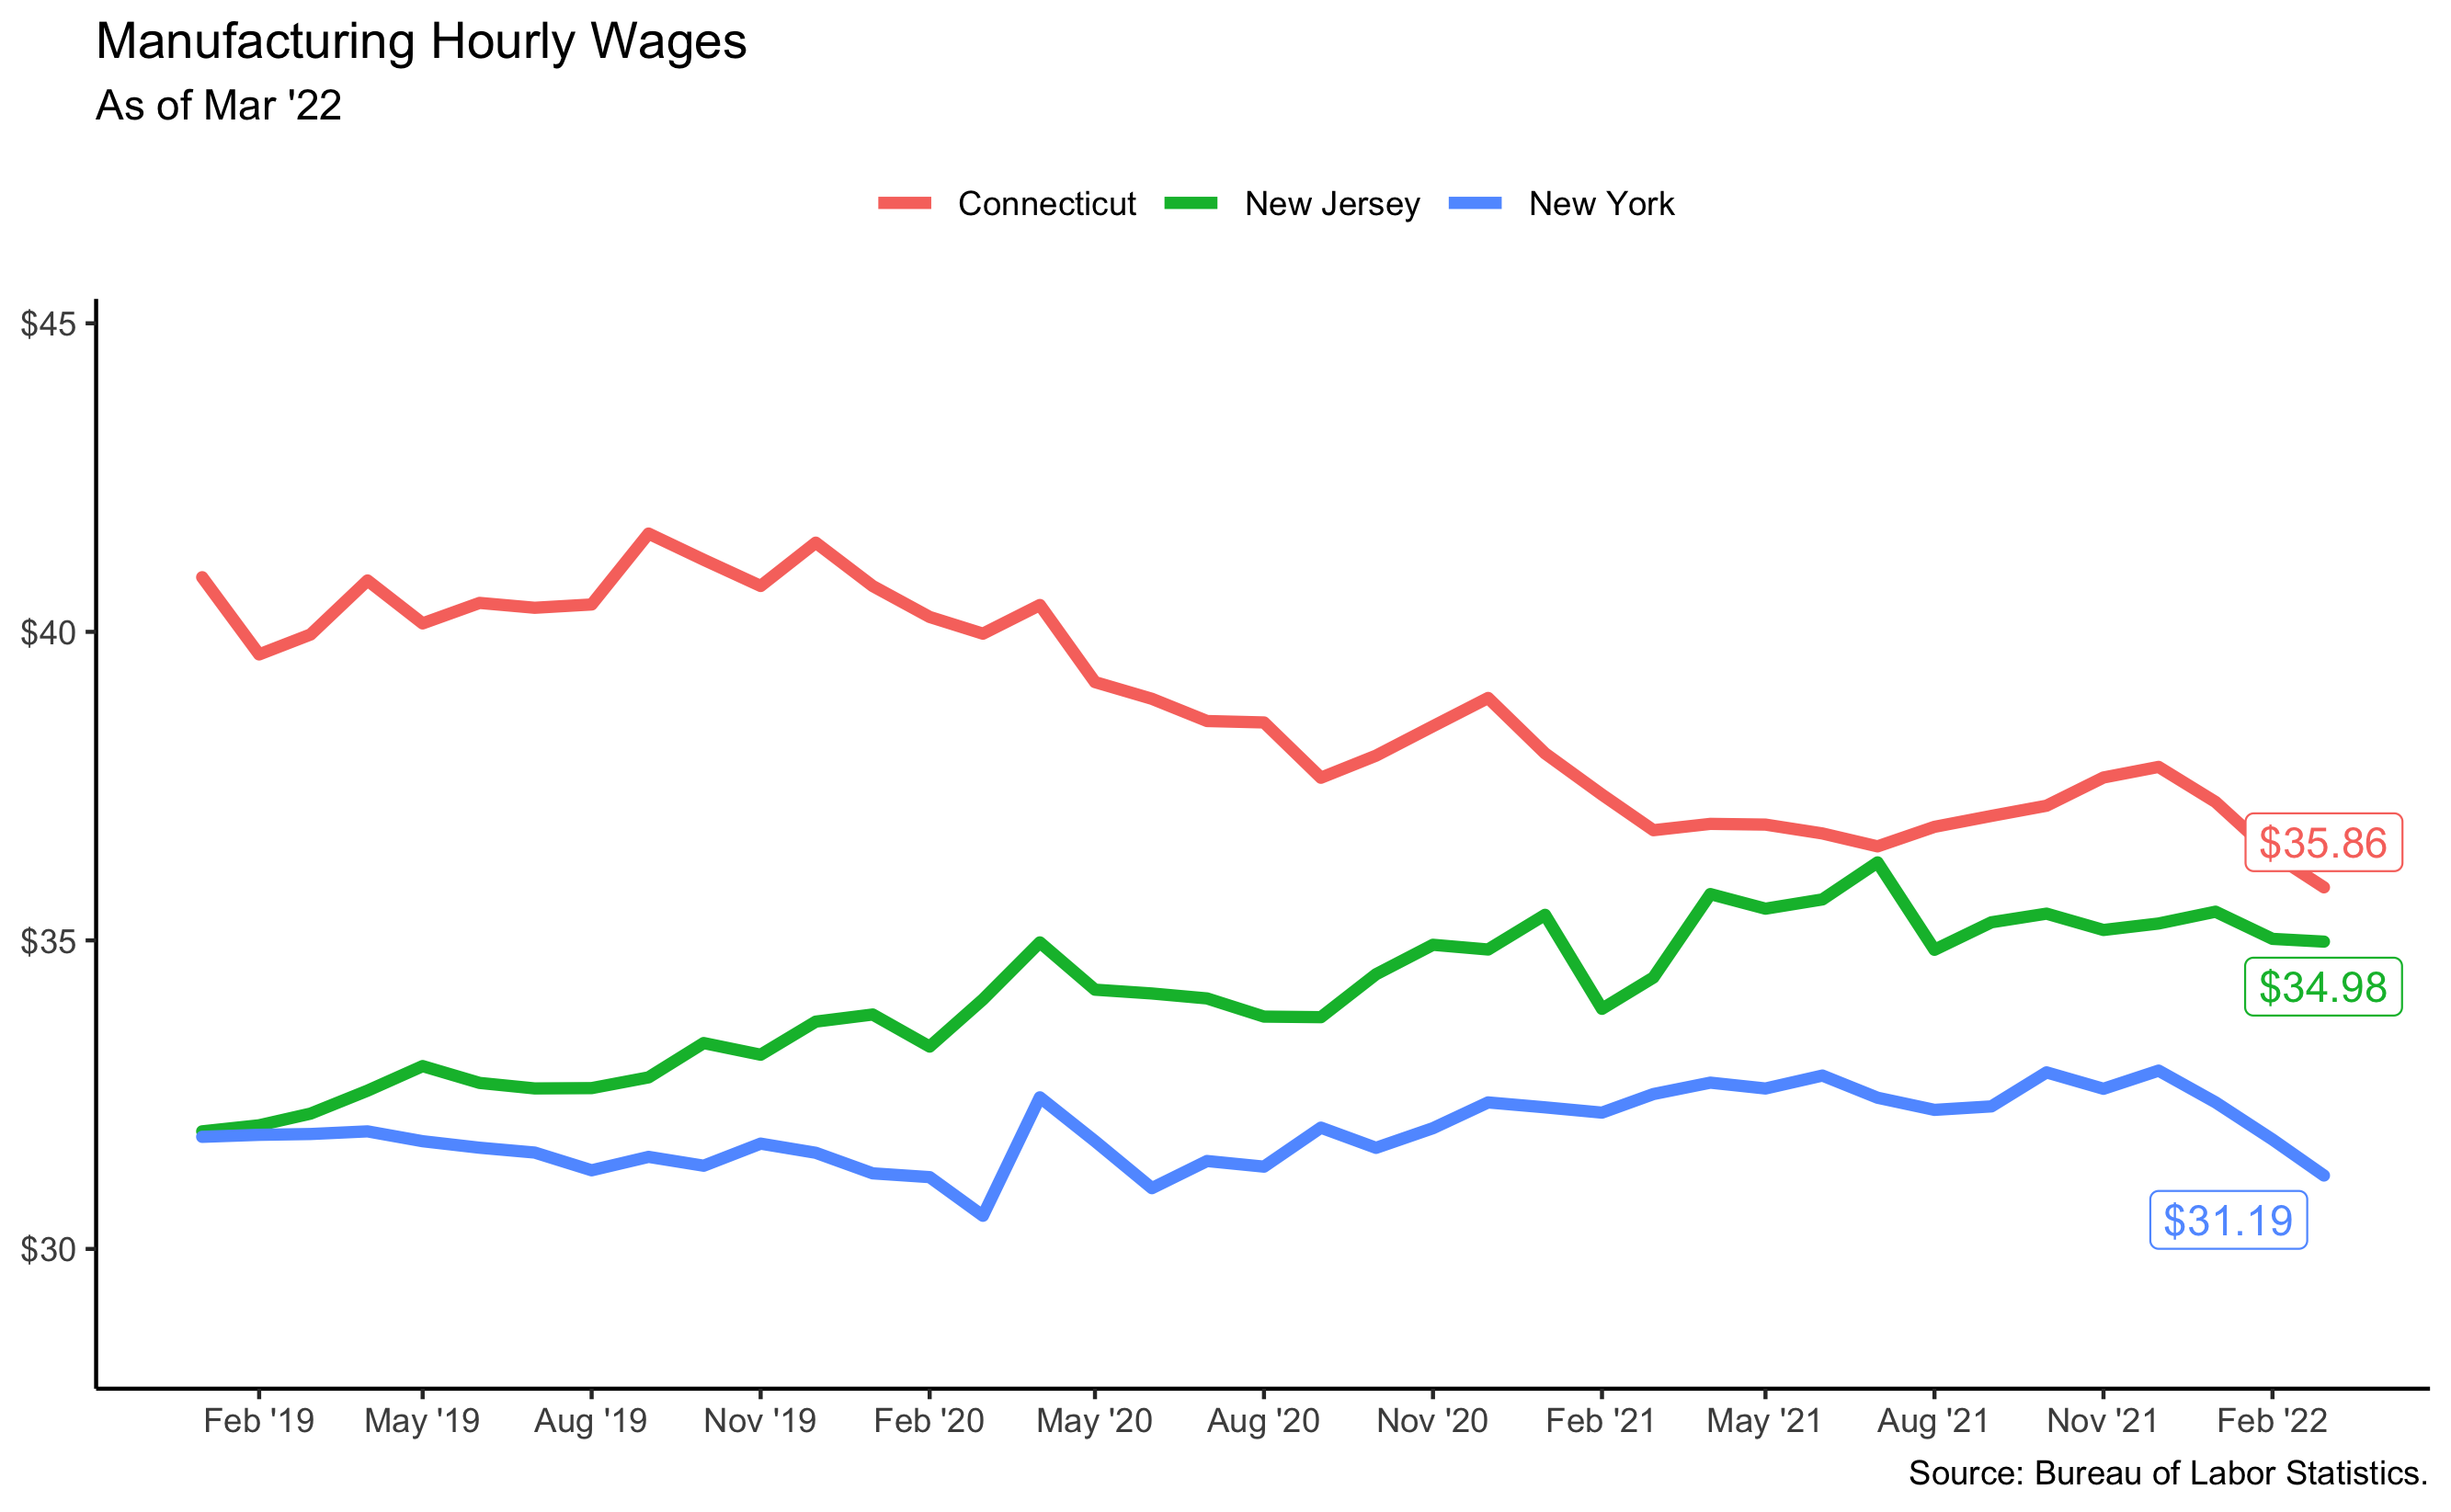 Manufacturing Hourly Wages
As of Mar '22
Connecticut New Jersey New York
$45
$40
$35
$30
$35.86
$34.98
$31.19
Feb '19 May '19 Aug '19 Nov '19 Feb '20 May '20 Aug '20 Nov '20 Feb '21 May '21 Aug '21 Nov '21 Feb '22
Source: Bureau of Labor Statistics.